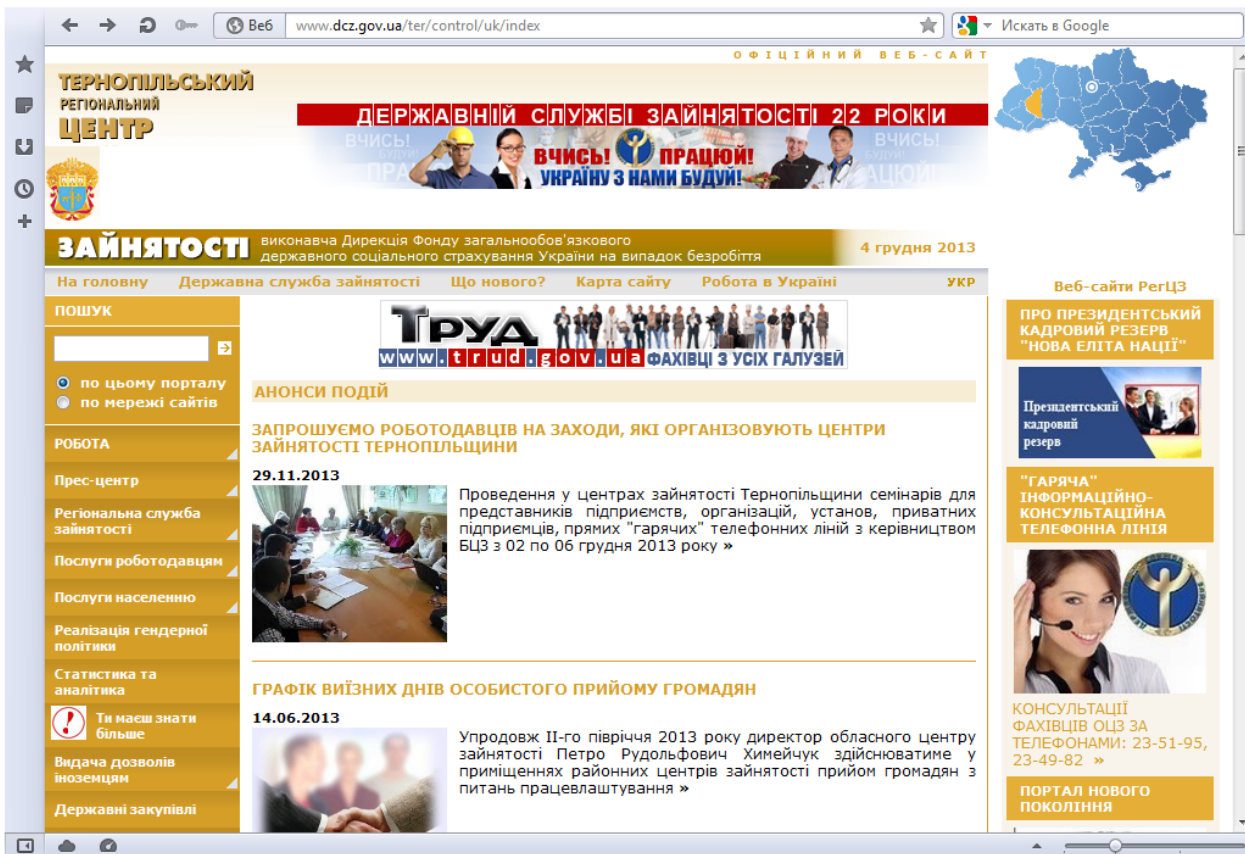 Веб
www.dcz.gov.ua/ter/control/uk/index
Искать в Google
ОФІЦІЙНИЙ ВЕБ-САЙТ
ТЕРНОПІЛЬСЬКИЙ
РЕГІОНАЛЬНИЙ
ЦЕНТР
ДЕРЖАВНІЙ СЛУЖБІ ЗАЙНЯТОСТІ 22 РОКИ
ВЧИСЬ! ПРАЦЮЙ!
УКРАЇНУ З НАМИ БУДУЙ!
ЗАЙНЯТОСТІ
виконавча Дирекція Фонду загальнообов'язкового
державного соціального страхування України на випадок безробіття
4 грудня 2013
На головну Державна служба зайнятості Що нового? Карта сайту Робота в Україні УКР
Веб-сайти РегЦЗ
ПОШУК
по цьому порталу
по мережі сайтів
РОБОТА
Прес-центр
Регіональна служба
зайнятості
Послуги роботодавцям
Послуги населенню
Реалізація гендерної
політики
Статистика та
аналітика
Ти маєш знати
більше
Видача дозволів
іноземцям
Державні закупівлі
ТРУД
www.trud.gov.ua ФАХІВЦІ З УСІХ ГАЛУЗЕЙ
АНОНСИ ПОДІЙ
ЗАПРОШУЄМО РОБОТОДАВЦІВ НА ЗАХОДИ, ЯКІ ОРГАНІЗОВУЮТЬ ЦЕНТРИ
ЗАЙНЯТОСТІ ТЕРНОПІЛЬЩИНИ
29.11.2013
Проведення у центрах зайнятості Тернопільщини семінарів для
представників підприємств, організацій, установ, приватних
підприємців, прямих "гарячих" телефонних ліній з керівництвом
БЦЗ з 02 по 06 грудня 2013 року »
ГРАФІК ВИЇЗНИХ ДНІВ ОСОБИСТОГО ПРИЙОМУ ГРОМАДЯН
14.06.2013
Упродовж ІІ-го півріччя 2013 року директор обласного центру
зайнятості Петро Рудольфович Химейчук здійснюватиме у
приміщеннях районних центрів зайнятості прийом громадян з
питань працевлаштування »
ПРО ПРЕЗИДЕНТСЬКИЙ
КАДРОВИЙ РЕЗЕРВ
"НОВА ЕЛІТА НАЦІЇ"
Президентський
кадровий
резерв
"ГАРЯЧА"
ІНФОРМАЦІЙНО-
КОНСУЛЬТАЦІЙНА
ТЕЛЕФОННА ЛІНІЯ
КОНСУЛЬТАЦІЇ
ФАХІВЦІВ ОЦЗ ЗА
ТЕЛЕФОНАМИ: 23-51-95,
23-49-82 »
ПОРТАЛ НОВОГО
ПОКОЛІННЯ